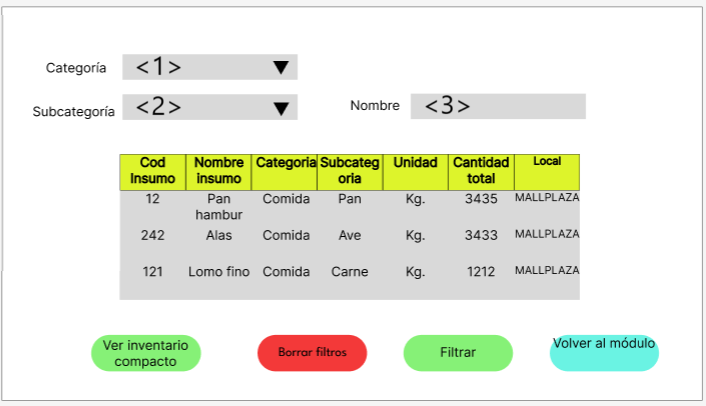 Categoría <1> ▼
Subcategoría <2> ▼ Nombre <3>
Cod Insumo Nombre insumo Categoria Subcateg oria Unidad Cantidad total Local
12 Pan hambur Comida Pan Kg. 3435 MALLPLAZA
242 Alas Comida Ave Kg. 3433 MALLPLAZA
121 Lomo fino Comida Carne Kg. 1212 MALLPLAZA
Ver inventario compacto Borrar filtros Filtrar Volver al módulo